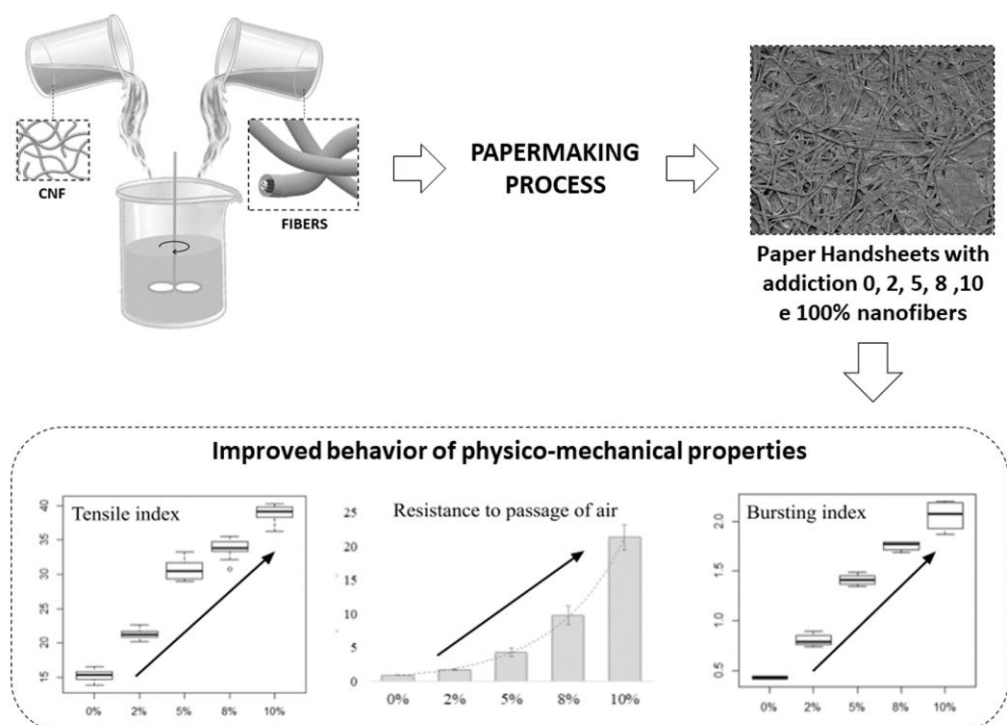 CNF
FIBERS
PAPERMAKING
PROCESS
Paper Handsheets with
addiction 0, 2, 5, 8 ,10
e 100% nanofibers
Improved behavior of physico-mechanical properties
Tensile index
40
35
30
25
20
15
0% 2% 5% 8% 10%
Resistance to passage of air
25
20
15
10
5
0
0% 2% 5% 8% 10%
Bursting index
2.0
1.5
1.0
0.5
0% 2% 5% 8% 10%